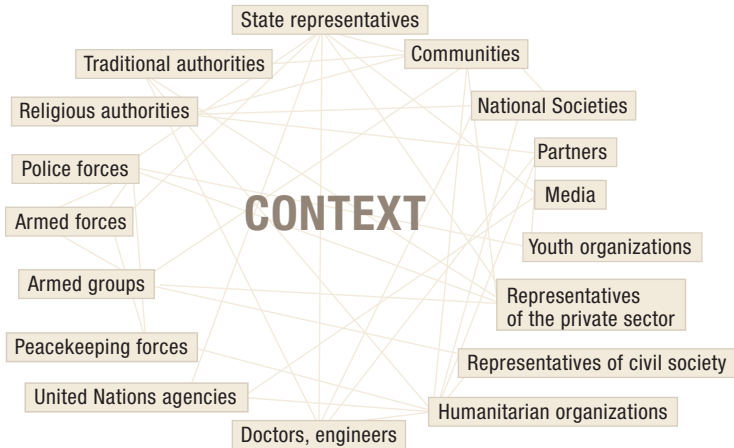 State representatives
Communities
Traditional authorities
Religious authorities
National Societies
Partners
Police forces
Media
Armed forces
CONTEXT
Youth organizations
Armed groups
Representatives
of the private sector
Peacekeeping forces
Representatives of civil society
United Nations agencies
Humanitarian organizations
Doctors, engineers